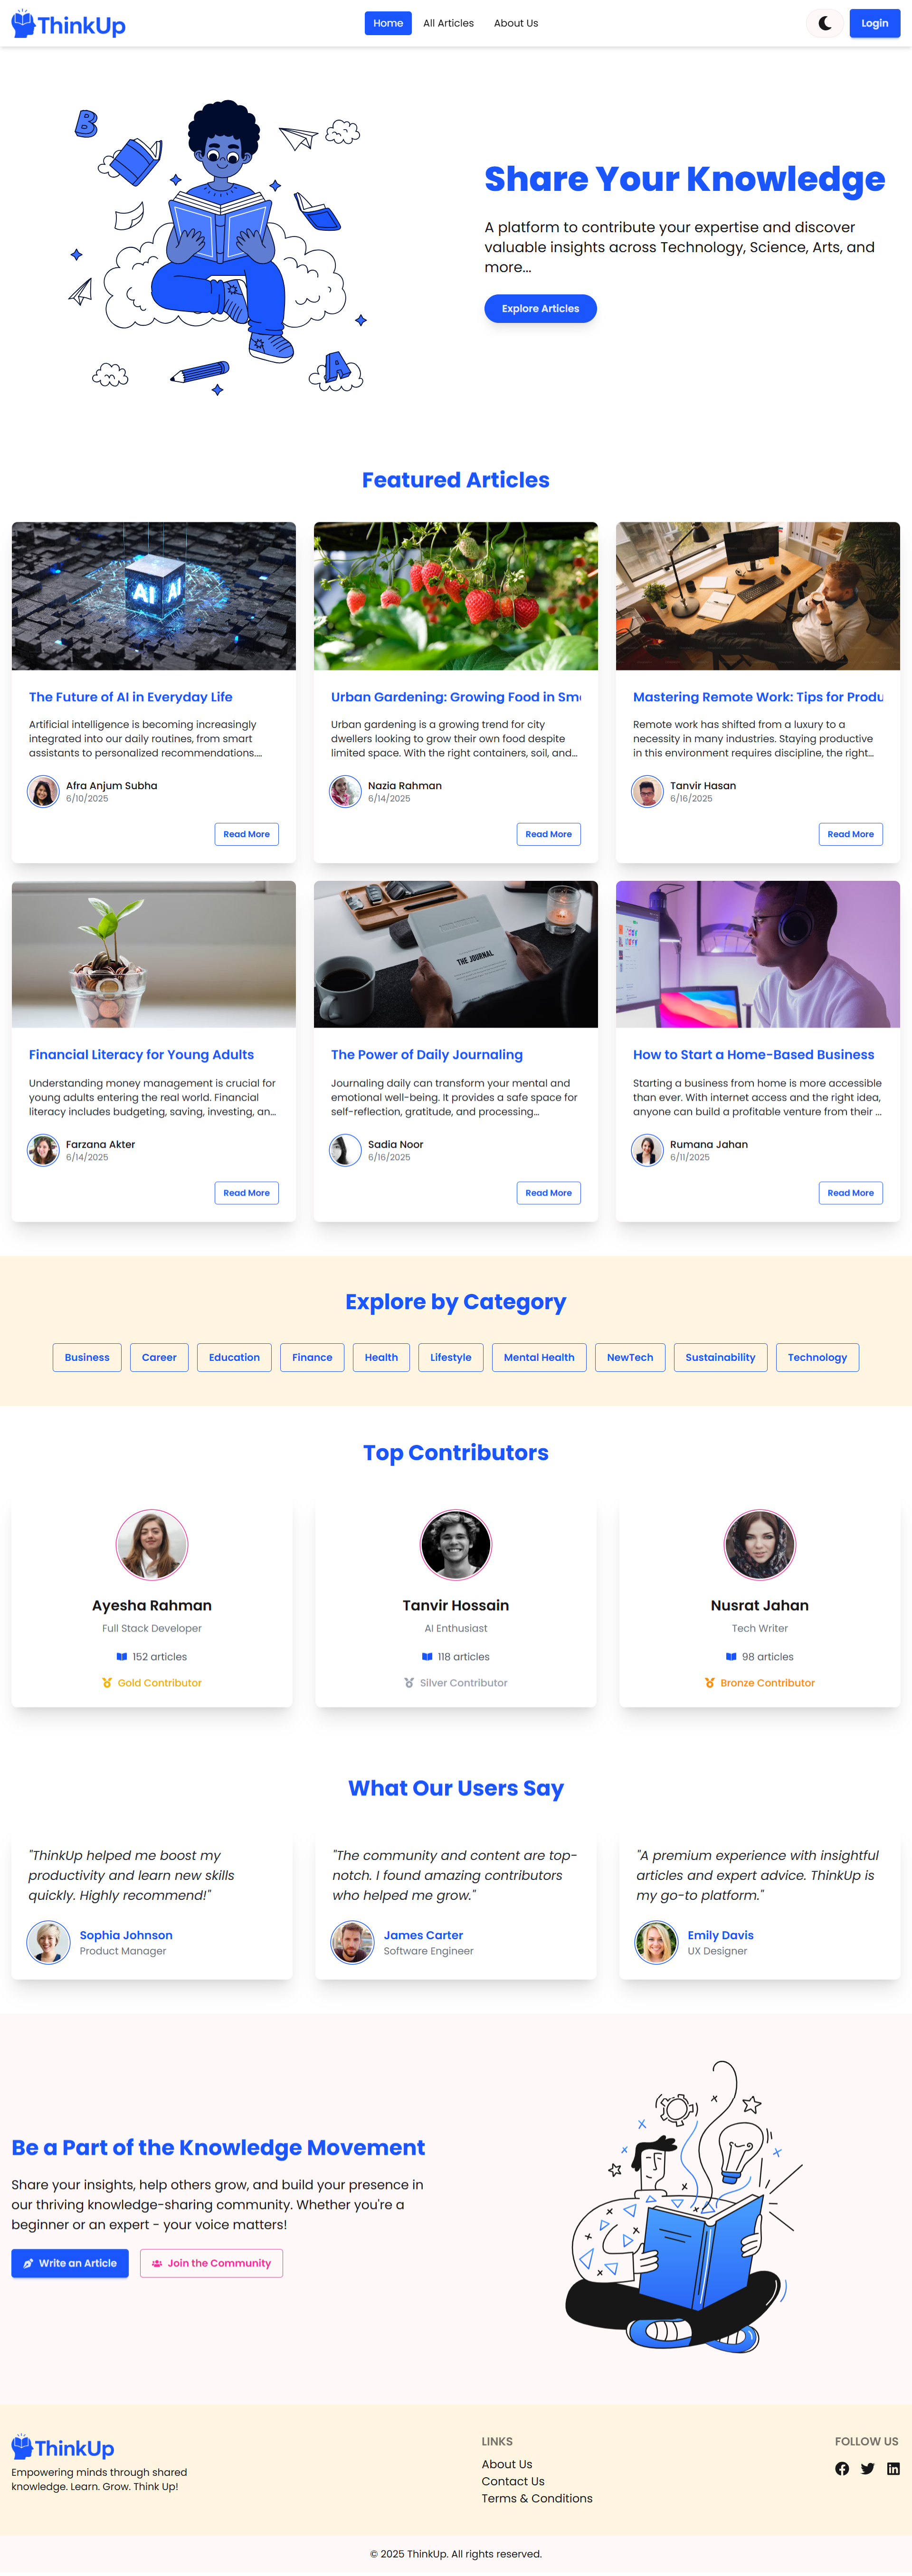 ThinkUp
Home
All Articles
About Us
Login
B
Share Your Knowledge
A platform to contribute your expertise and discover
valuable insights across Technology, Science, Arts, and
more...
Explore Articles
A
Featured Articles
AI AI
The Future of AI in Everyday Life
Artificial intelligence is becoming increasingly
integrated into our daily routines, from smart
assistants to personalized recommendations....
Afra Anjum Subha
6/10/2025
Read More
Urban Gardening: Growing Food in Sm
Urban gardening is a growing trend for city
dwellers looking to grow their own food despite
limited space. With the right containers, soil, and...
Nazia Rahman
6/14/2025
Read More
Mastering Remote Work: Tips for Produ
Remote work has shifted from a luxury to a
necessity in many industries. Staying productive
in this environment requires discipline, the right...
Tanvir Hasan
6/16/2025
Read More
Financial Literacy for Young Adults
Understanding money management is crucial for
young adults entering the real world. Financial
literacy includes budgeting, saving, investing, an...
Farzana Akter
6/14/2025
Read More
THE JOURNAL
The Power of Daily Journaling
Journaling daily can transform your mental and
emotional well-being. It provides a safe space for
self-reflection, gratitude, and processing...
Sadia Noor
6/16/2025
Read More
How to Start a Home-Based Business
Starting a business from home is more accessible
than ever. With internet access and the right idea,
anyone can build a profitable venture from their ...
Rumana Jahan
6/11/2025
Read More
Explore by Category
Business
Career
Education
Finance
Health
Lifestyle
Mental Health
NewTech
Sustainability
Technology
Top Contributors
Ayesha Rahman
Full Stack Developer
152 articles
Gold Contributor
Tanvir Hossain
AI Enthusiast
118 articles
Silver Contributor
Nusrat Jahan
Tech Writer
98 articles
Bronze Contributor
What Our Users Say
"ThinkUp helped me boost my
productivity and learn new skills
quickly. Highly recommend!"
Sophia Johnson
Product Manager
"The community and content are top-
notch. I found amazing contributors
who helped me grow."
James Carter
Software Engineer
"A premium experience with insightful
articles and expert advice. ThinkUp is
my go-to platform."
Emily Davis
UX Designer
Be a Part of the Knowledge Movement
Share your insights, help others grow, and build your presence in
our thriving knowledge-sharing community. Whether you're a
beginner or an expert - your voice matters!
Write an Article
Join the Community
ThinkUp
Empowering minds through shared
knowledge. Learn. Grow. Think Up!
LINKS
About Us
Contact Us
Terms & Conditions
FOLLOW US
© 2025 ThinkUp. All rights reserved.